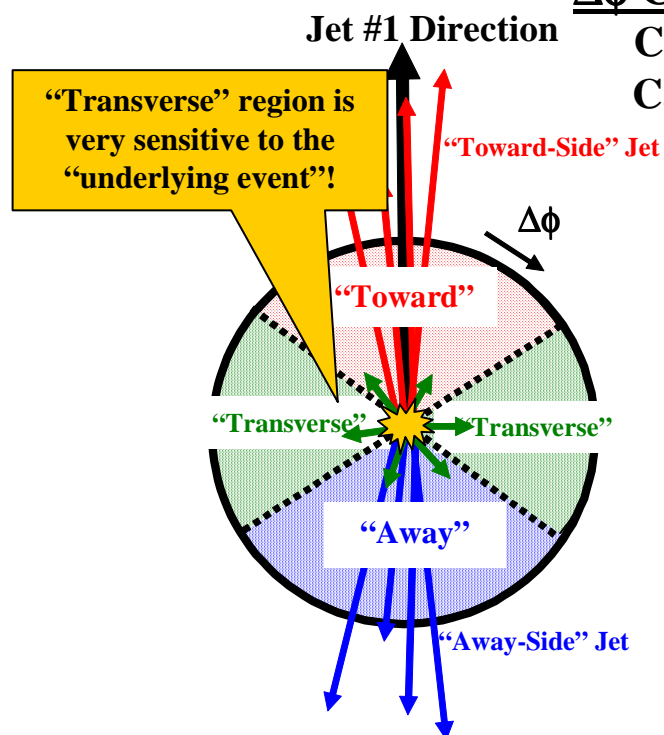 Jet #1 Direction
C
C
“Transverse” region is
very sensitive to the
“underlying event”!
“Toward-Side” Jet
Δϕ
“Toward”
“Transverse”
“Transverse”
“Away”
“Away-Side” Jet